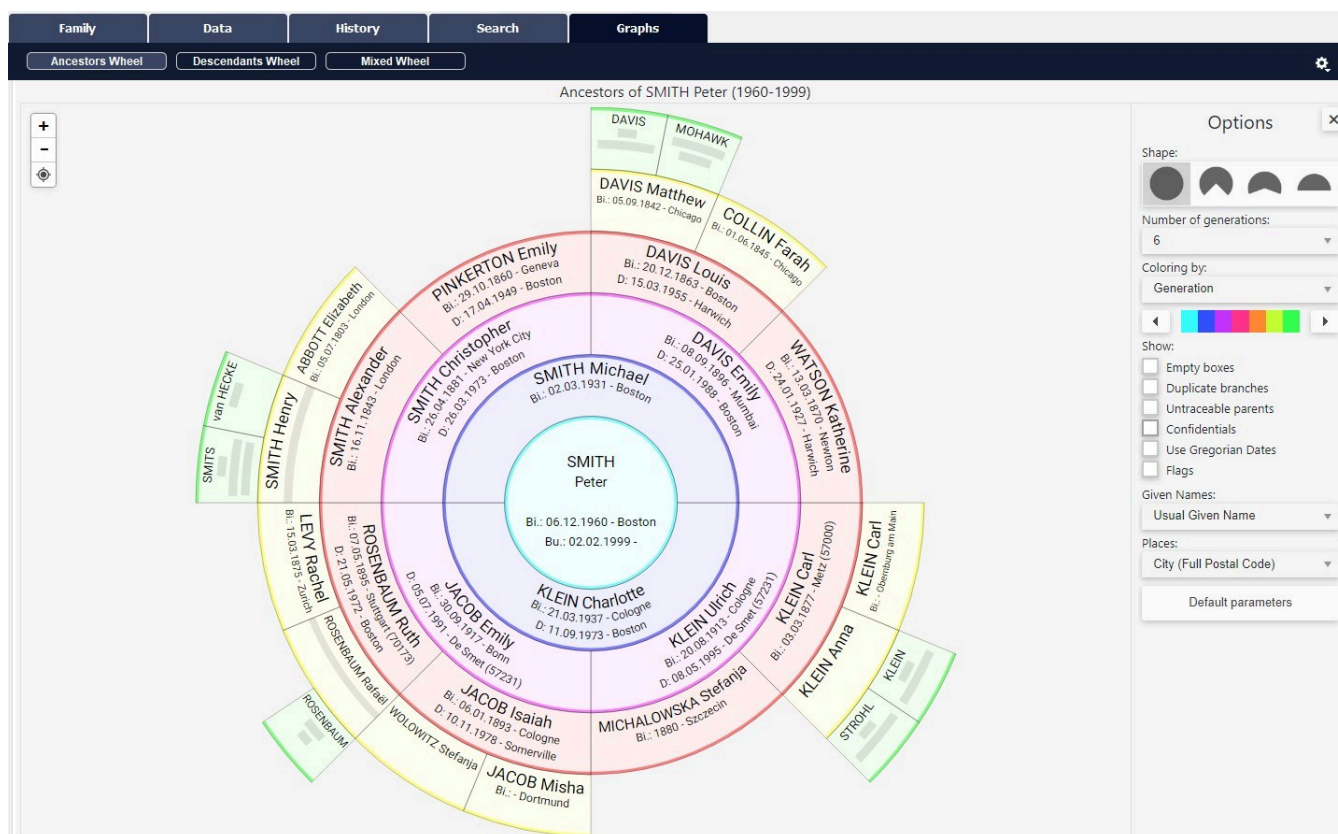 Family
Data
History
Search
Graphs
Ancestors Wheel
Descendants Wheel
Mixed Wheel
Ancestors of SMITH Peter (1960-1999)
+
-
DAVIS
MOHAWK
DAVIS Matthew
Bi.: 05.09.1842 - Chicago
COLLIN Farah
Bi.: 01.06.1845 - Chicago
PINKERTON Emily
Bi.: 29.10.1860 - Geneva
D: 17.04.1949 - Boston
DAVIS Louis
Bi.: 20.12.1863 - Boston
D: 15.03.1955 - Harwich
ABBOTT Elizabeth
Bi.: 05.07.1803 - London
SMITH Alexander
Bi.: 16.11.1843 - London
SMITH Christopher
Bi.: 26.04.1881 - New York City
D: 26.03.1973 - Boston
DAVIS Emily
Bi.: 08.09.1896 - Mumbai
D: 25.01.1988 - Boston
WATSON Katherine
Bi.: 13.03.1870 - Newton
D: 24.01.1927 - Harwich
van HECKE
SMITS
SMITH Henry
SMITH Michael
Bi.: 02.03.1931 - Boston
SMITH
Peter
Bi.: 06.12.1960 - Boston
Bu.: 02.02.1999 -
KLEIN Charlotte
Bi.: 21.03.1937 - Cologne
D: 11.09.1973 - Boston
LEVY Rachel
Bi.: 15.03.1875 - Zurich
ROSENBAUM Ruth
Bi.: 07.05.1895 - Stuttgart (70173)
D: 21.05.1972 - Boston
JACOB Emily
Bi.: 30.09.1917 - Bonn
D: 05.07.1991 - De Smet (57231)
KLEIN Ulrich
Bi.: 20.08.1913 - Cologne
D: 08.05.1995 - De Smet (57231)
KLEIN Carl
Bi.: 03.03.1877 - Metz (57000)
KLEIN Carl
Bi.: - Obernburg am Main
KLEIN Anna
KLEIN
STROHL
ROSENBAUM Rafaël
ROSENBAUM
JACOB Isaiah
Bi.: 06.01.1893 - Cologne
D: 10.11.1978 - Somerville
MICHALOWSKA Stefanja
Bi.: 1880 - Szczecin
WOLOWITZ Stefanja
JACOB Misha
Bi.: - Dortmund
Options
Shape:
Number of generations:
6
Coloring by:
Generation
Show:
Empty boxes
Duplicate branches
Untraceable parents
Confidentials
Use Gregorian Dates
Flags
Given Names:
Usual Given Name
Places:
City (Full Postal Code)
Default parameters